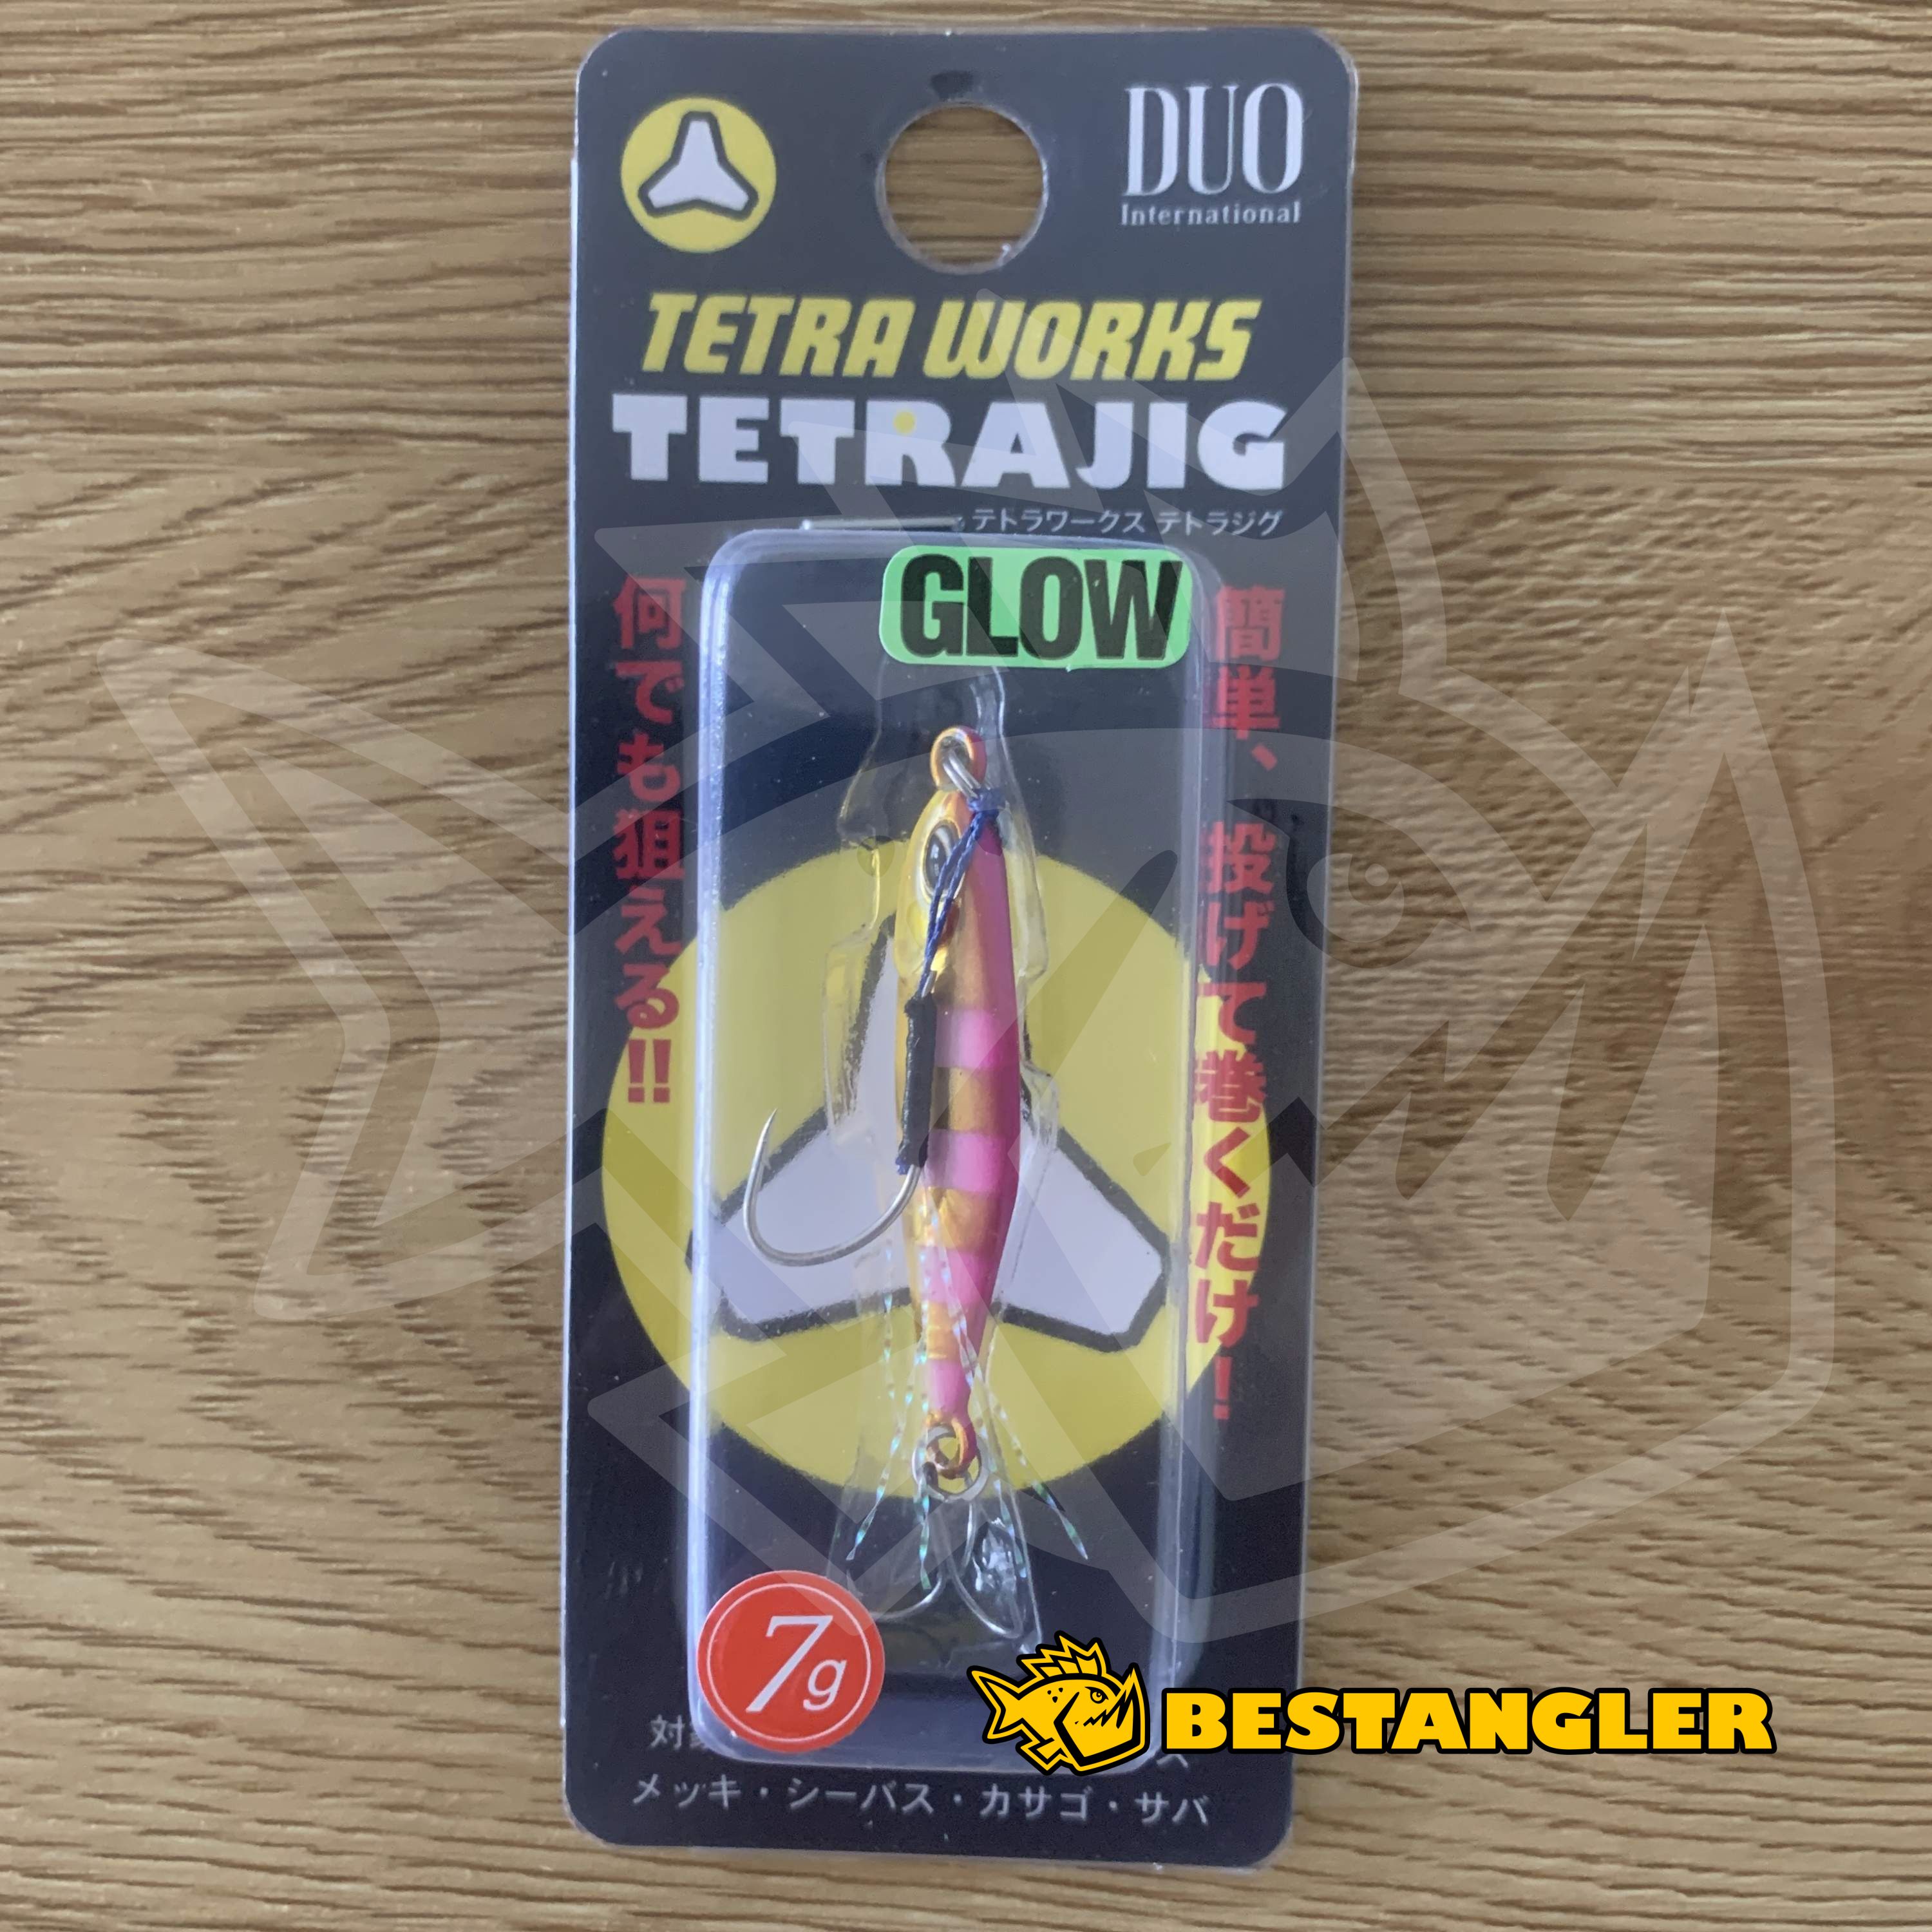 DUO
International
TETRA WORKS
TETRAJIG
テトラワークス テトラジグ
GLOW
簡単、投げて巻くだけ!
何でも狙える!!
7g
対
ス
メッキ・シーバス・カサゴ・サバ
BESTANGLER